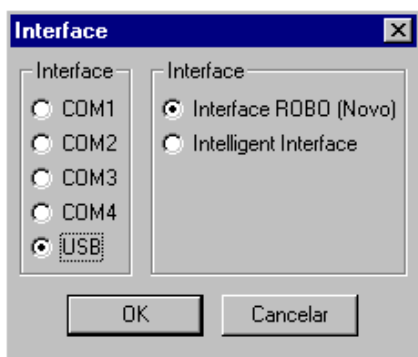 Interface
Interface
COM1
COM2
COM3
COM4
USB
Interface
Interface ROBO (Novo)
Intelligent Interface
OK
Cancelar